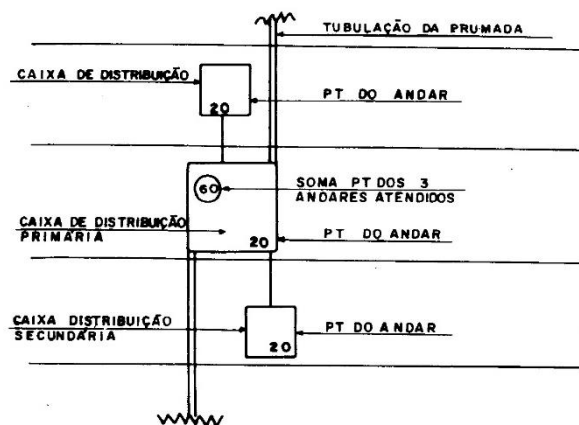 TUBULAÇÃO DA PRUMADA
CAIXA DE DISTRIBUIÇÃO
PT DO ANDAR
20
SOMA PT DOS 3
ANDARES ATENDIDOS
60
CAIXA DE DISTRIBUIÇÃO
PRIMÁRIA
20
PT DO ANDAR
CAIXA DISTRIBUIÇÃO
SECUNDÁRIA
PT DO ANDAR
20